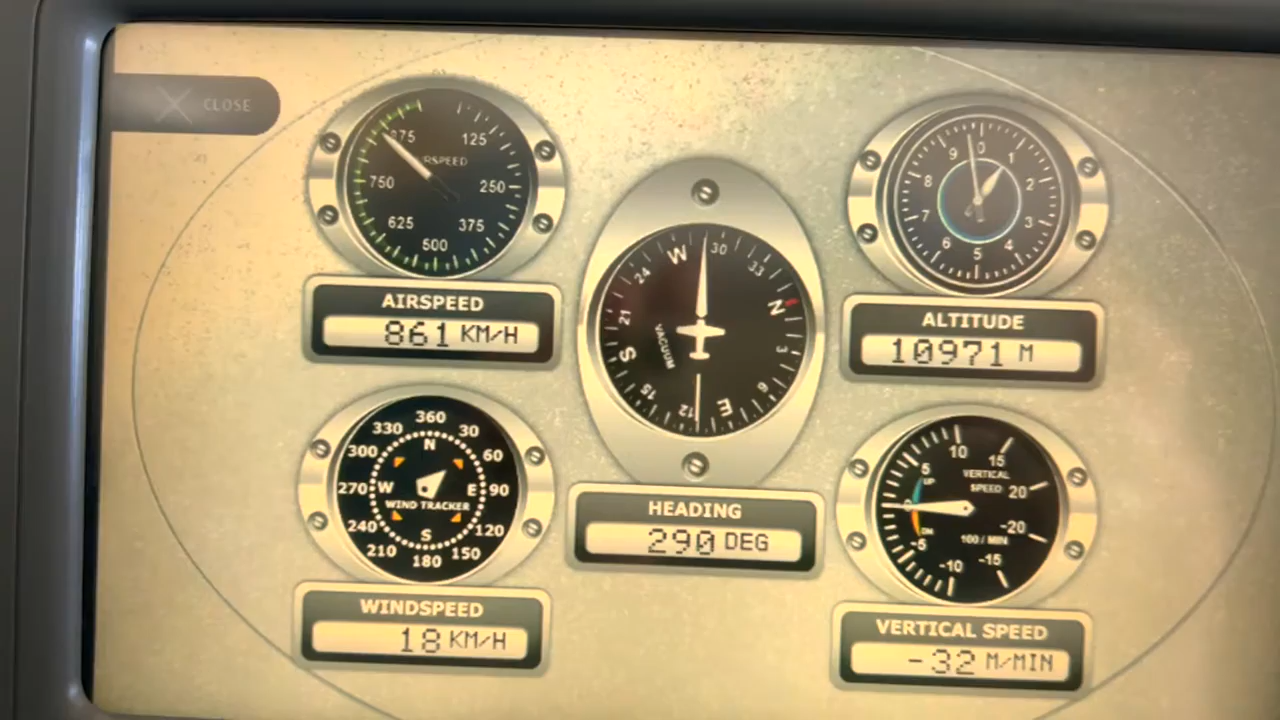 CLOSE
125
250
375
500
625
750
AIRSPEED
861 KM/H
0
1
2
3
4
5
6
7
8
9
ALTITUDE
10971 M
W
30
33
N
3
6
E
12
15
S
21
24
VACUUM
HEADING
290 DEG
360
30
60
90
120
150
180
210
240
270
300
330
N
E
S
W
WIND TRACKER
WINDSPEED
18 KM/H
5
10
15
20
-20
-15
-10
-5
0
UP
DN
VERTICAL
SPEED
100 / MIN
VERTICAL SPEED
-32 M/MIN